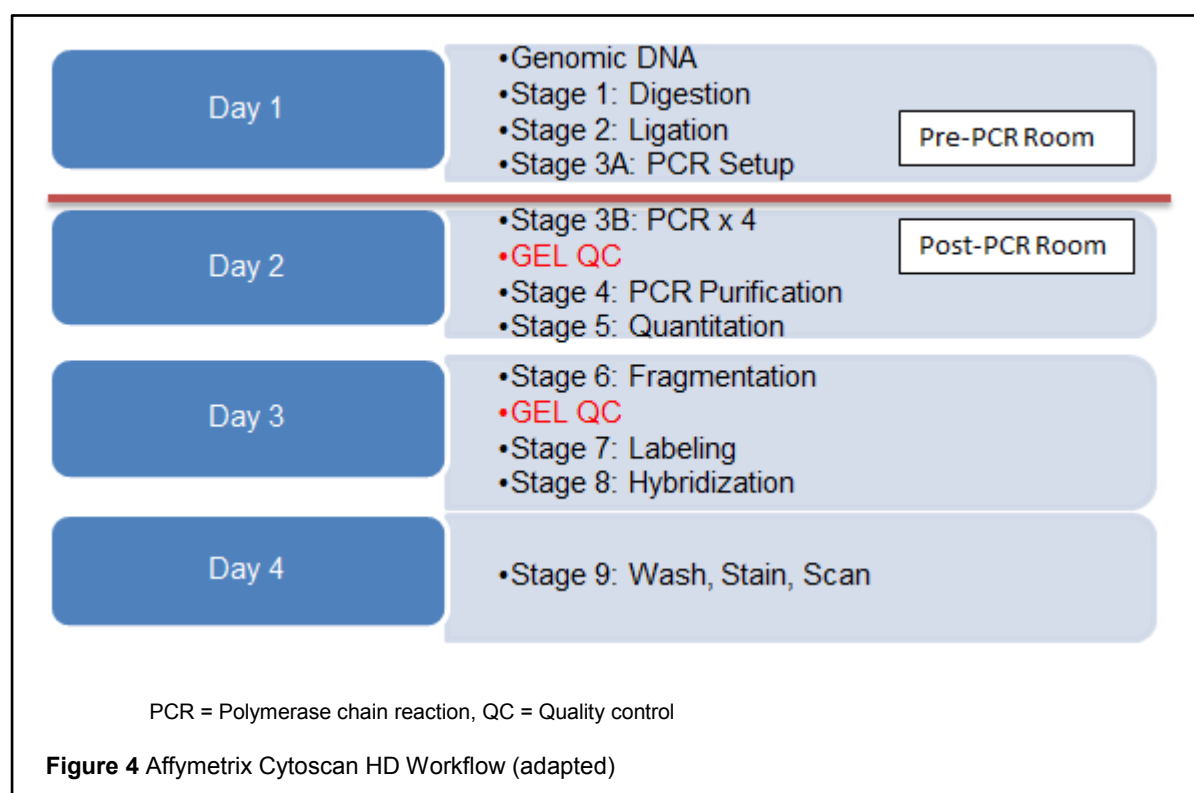 Day 1
•Genomic DNA
•Stage 1: Digestion
•Stage 2: Ligation
•Stage 3A: PCR Setup
Pre-PCR Room
Day 2
•Stage 3B: PCR x 4
•GEL QC
•Stage 4: PCR Purification
•Stage 5: Quantitation
Post-PCR Room
Day 3
•Stage 6: Fragmentation
•GEL QC
•Stage 7: Labeling
•Stage 8: Hybridization
Day 4
•Stage 9: Wash, Stain, Scan
PCR = Polymerase chain reaction, QC = Quality control
Figure 4 Affymetrix Cytoscan HD Workflow (adapted)